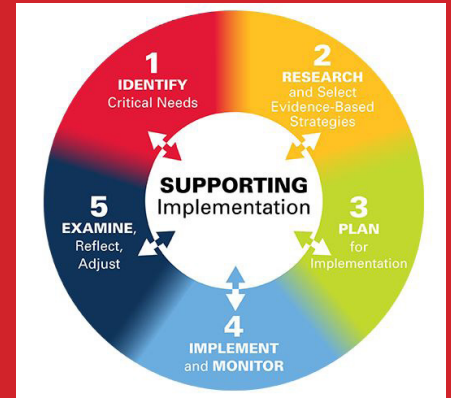 1
IDENTIFY
Critical Needs
2
RESEARCH
and Select
Evidence-Based
Strategies
3
PLAN
for
Implementation
4
IMPLEMENT
and MONITOR
5
EXAMINE,
Reflect,
Adjust
SUPPORTING
Implementation